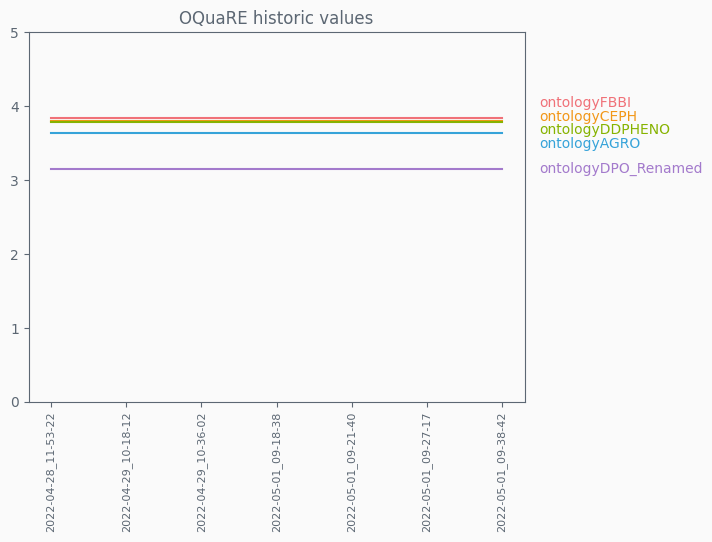 OQuaRE historic values
5
4
3
2
1
0
ontologyFBBI
ontologyCEPH
ontologyDDPHENO
ontologyAGRO
ontologyDPO_Renamed
2022-04-28_11-53-22
2022-04-29_10-18-12
2022-04-29_10-36-02
2022-05-01_09-18-38
2022-05-01_09-21-40
2022-05-01_09-27-17
2022-05-01_09-38-42